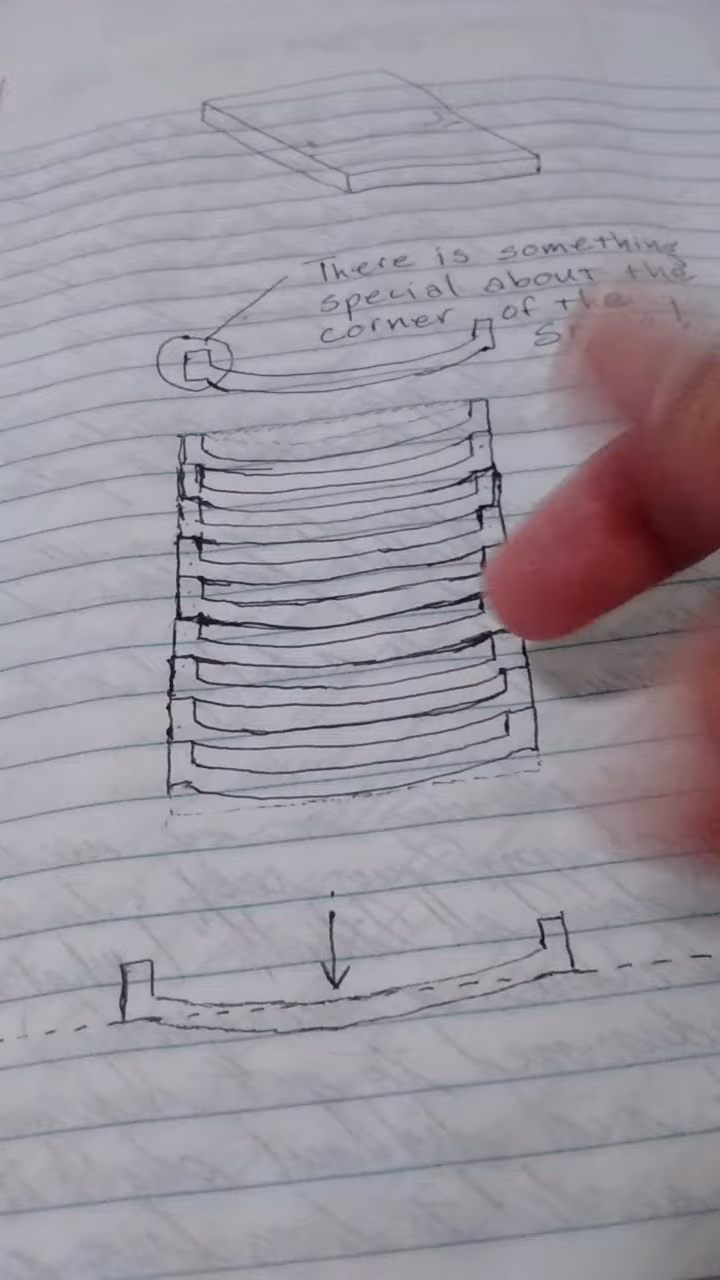 There is something
special about the
corner of the